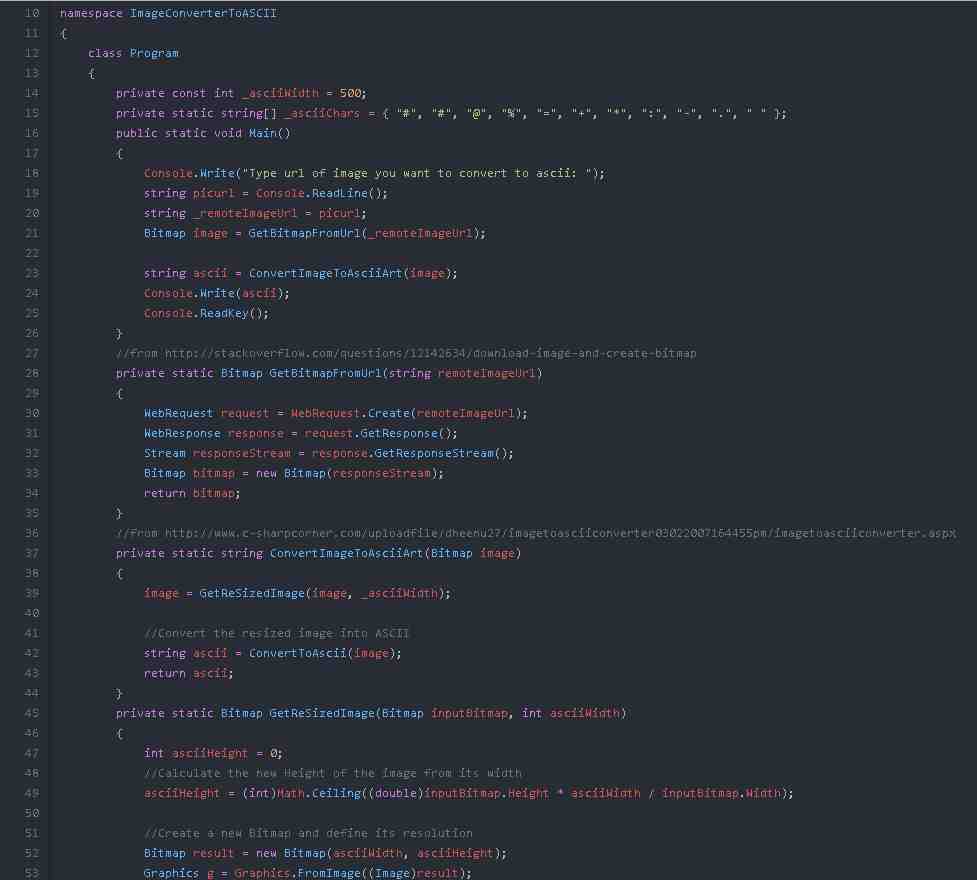 10 namespace ImageConverterToASCII
11 {
12 class Program
13 {
14 private const int _asciiWidth = 500;
15 private static string[] _asciiChars = { "#", "#", "@", "%", "=", "+", "*", ":", "-", ".", " " };
16 public static void Main()
17 {
18 Console.Write("Type url of image you want to convert to ascii: ");
19 string picurl = Console.ReadLine();
20 string _remoteImageUrl = picurl;
21 Bitmap image = GetBitmapFromUrl(_remoteImageUrl);
22
23 string ascii = ConvertImageToAsciiArt(image);
24 Console.Write(ascii);
25 Console.ReadKey();
26 }
27 //from http://stackoverflow.com/questions/12142634/download-image-and-create-bitmap
28 private static Bitmap GetBitmapFromUrl(string remoteImageUrl)
29 {
30 WebRequest request = WebRequest.Create(remoteImageUrl);
31 WebResponse response = request.GetResponse();
32 Stream responseStream = response.GetResponseStream();
33 Bitmap bitmap = new Bitmap(responseStream);
34 return bitmap;
35 }
36 //from http://www.c-sharpcorner.com/uploadfile/dheenu27/imagetoasciiconverter03022007164455pm/imagetoasciiconverter.aspx
37 private static string ConvertImageToAsciiArt(Bitmap image)
38 {
39 image = GetReSizedImage(image, _asciiWidth);
40
41 //Convert the resized image into ASCII
42 string ascii = ConvertToAscii(image);
43 return ascii;
44 }
45 private static Bitmap GetReSizedImage(Bitmap inputBitmap, int asciiWidth)
46 {
47 int asciiHeight = 0;
48 //Calculate the new Height of the image from its width
49 asciiHeight = (int)Math.Ceiling((double)inputBitmap.Height * asciiWidth / inputBitmap.Width);
50
51 //Create a new Bitmap and define its resolution
52 Bitmap result = new Bitmap(asciiWidth, asciiHeight);
53 Graphics g = Graphics.FromImage((Image)result);